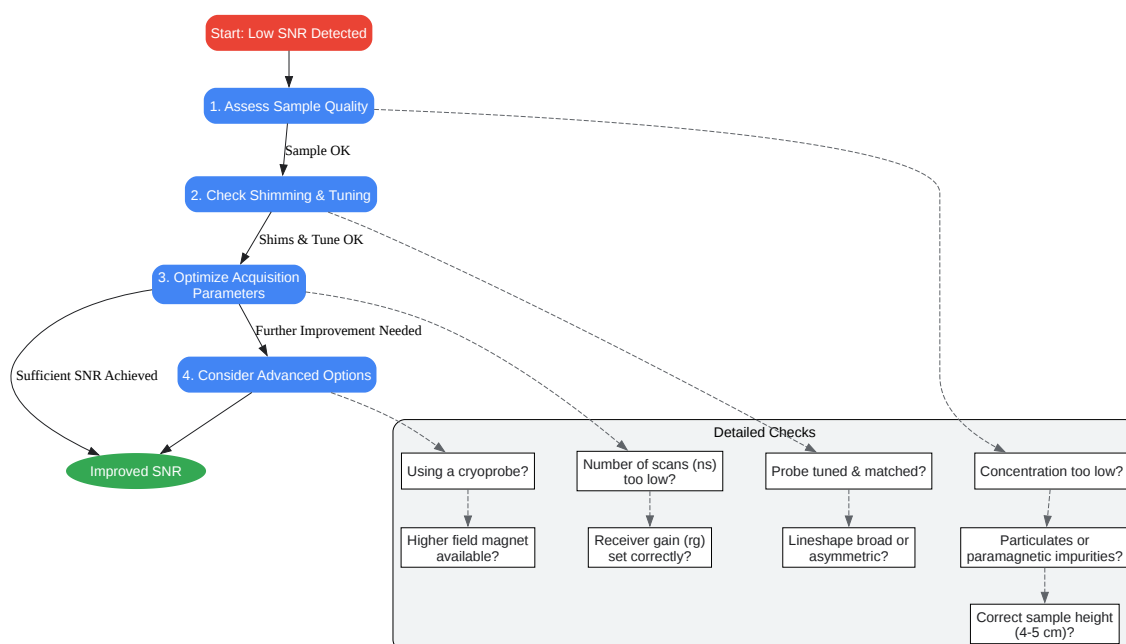 Start: Low SNR Detected
1. Assess Sample Quality
Sample OK
2. Check Shimming & Tuning
Shims & Tune OK
3. Optimize Acquisition
Parameters
Further Improvement Needed
Sufficient SNR Achieved
4. Consider Advanced Options
Improved SNR
Detailed Checks
Using a cryoprobe?
Higher field magnet
available?
Number of scans (ns)
too low?
Receiver gain (rg)
set correctly?
Probe tuned & matched?
Lineshape broad or
asymmetric?
Concentration too low?
Particulates or
paramagnetic impurities?
Correct sample height
(4-5 cm)?